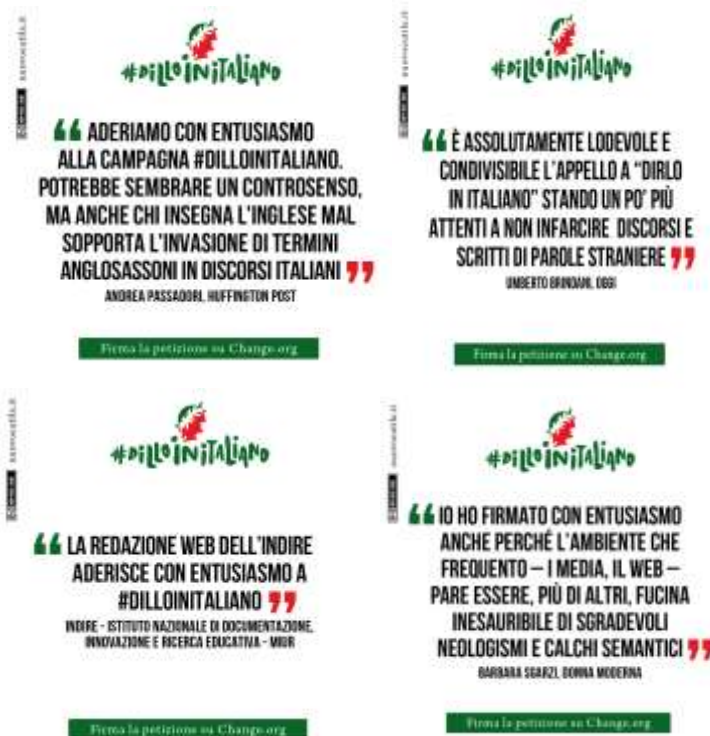 #DILLOINITALIANO
“ ADERIAMO CON ENTUSIASMO
ALLA CAMPAGNA #DILLOINITALIANO.
POTREBBE SEMBRARE UN CONTROSENSO,
MA ANCHE CHI INSEGNA L'INGLESE MAL
SOPPORTA L'INVASIONE DI TERMINI
ANGLOSASSONI IN DISCORSI ITALIANI ”
ANDREA PASSADORI, HUFFINGTON POST
Firma la petizione su Change.org
#DILLOINITALIANO
“ È ASSOLUTAMENTE LODEVOLE E
CONDIVISIBILE L'APPELLO A “DIRLO
IN ITALIANO” STANDO UN PO' PIÙ
ATTENTI A NON INFARCIRE DISCORSI E
SCRITTI DI PAROLE STRANIERE ”
UMBERTO BRINDANI, OGGI
Firma la petizione su Change.org
#DILLOINITALIANO
“ LA REDAZIONE WEB DELL'INDIRE
ADERISCE CON ENTUSIASMO A
#DILLOINITALIANO ”
INDIRE - ISTITUTO NAZIONALE DI DOCUMENTAZIONE,
INNOVAZIONE E RICERCA EDUCATIVA - MIUR
Firma la petizione su Change.org
#DILLOINITALIANO
“ IO HO FIRMATO CON ENTUSIASMO
ANCHE PERCHÉ L'AMBIENTE CHE
FREQUENTO – I MEDIA, IL WEB –
PARE ESSERE, PIÙ DI ALTRI, FUCINA
INESAURIBILE DI SGRADEVOLI
NEOLOGISMI E CALCHI SEMANTICI ”
BARBARA SGARZI, DONNA MODERNA
Firma la petizione su Change.org